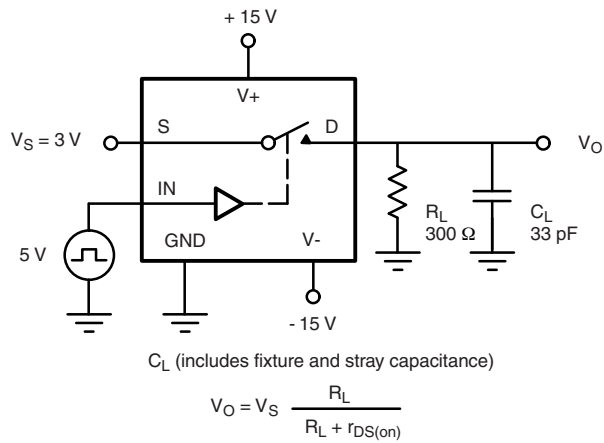 + 15 V
V+
V_S = 3 V
S
D
V_O
IN
R_L
300 Ω
C_L
33 pF
5 V
GND
V-
- 15 V
C_L (includes fixture and stray capacitance)
V_O = V_S R_L
R_L + r_DS(on)